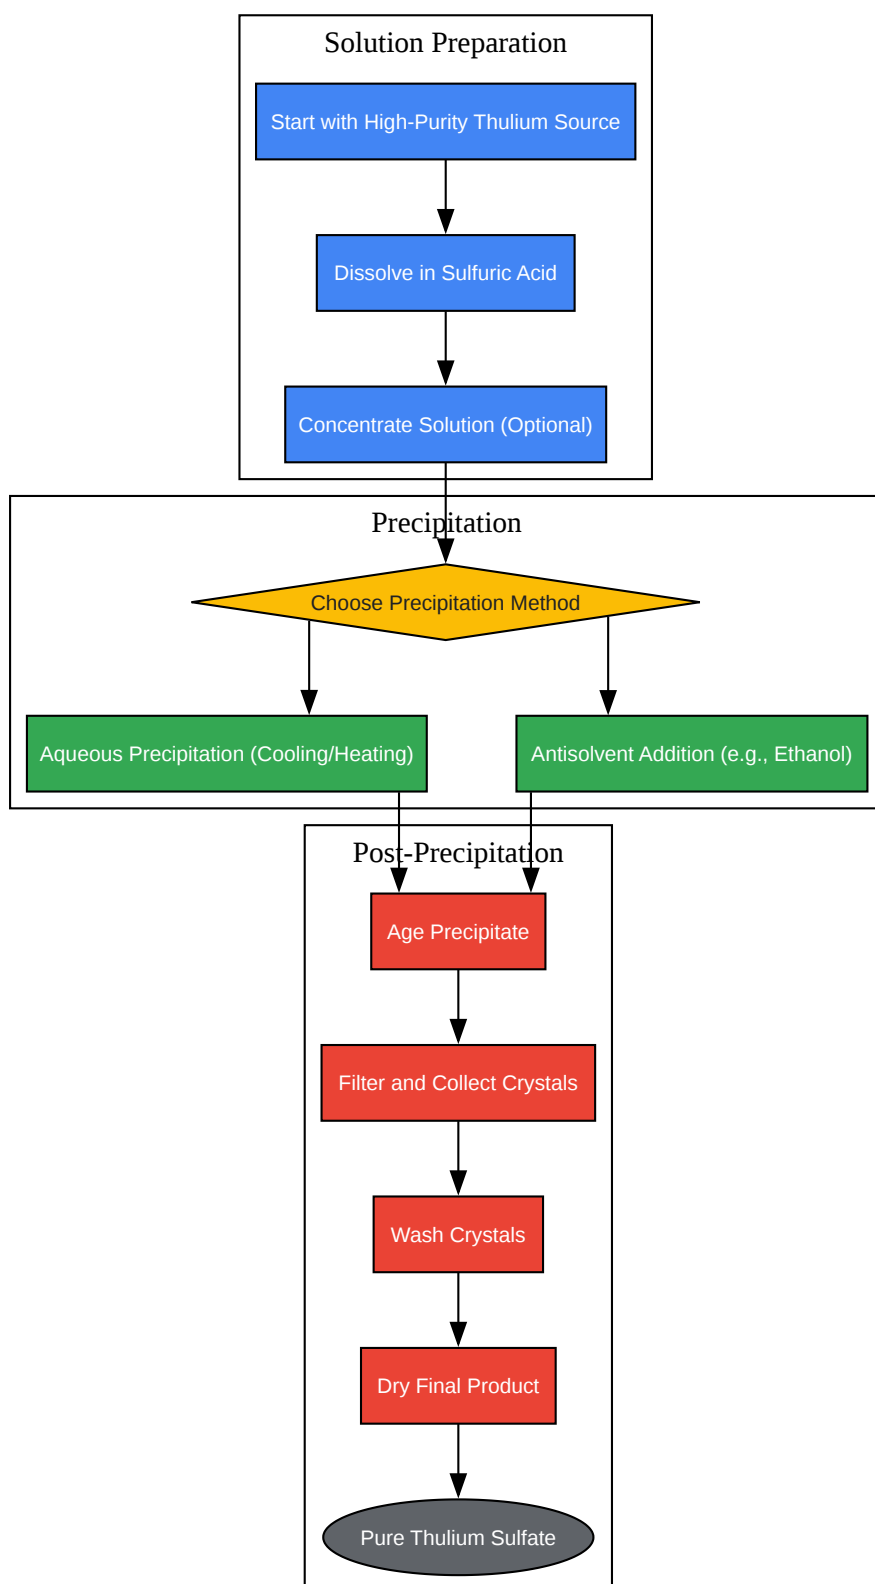 Solution Preparation
Start with High-Purity Thulium Source
Dissolve in Sulfuric Acid
Concentrate Solution (Optional)
Precipitation
Choose Precipitation Method
Aqueous Precipitation (Cooling/Heating)
Antisolvent Addition (e.g., Ethanol)
Post-Precipitation
Age Precipitate
Filter and Collect Crystals
Wash Crystals
Dry Final Product
Pure Thulium Sulfate